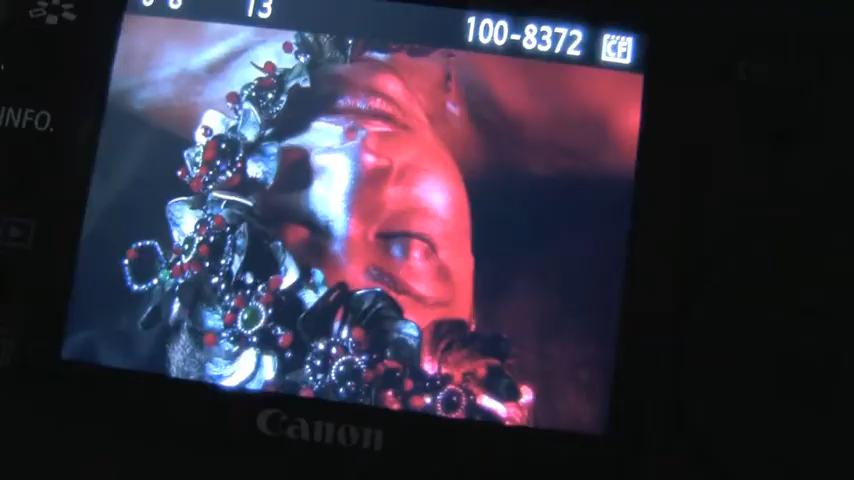 13
100-8372
CF
INFO.
Canon